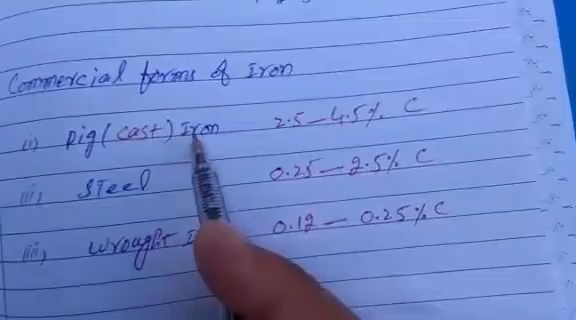 Commercial forms of Iron
(i) Pig (cast) Iron 2.5 – 4.5% C
ii, Steel 0.25 – 2.5% C
iii, Wrought I 0.12 – 0.25% C